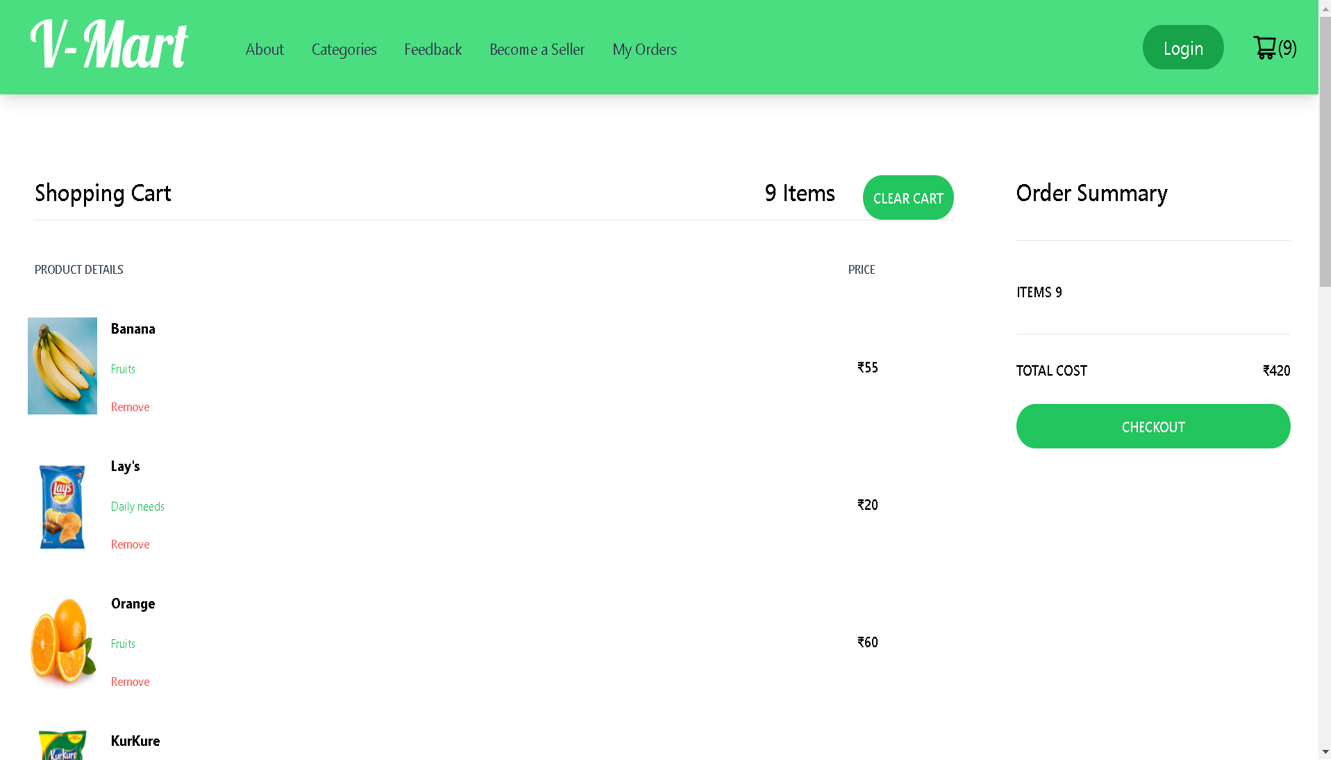 V-Mart
About Categories Feedback Become a Seller My Orders
Login (9)
Shopping Cart 9 Items CLEAR CART Order Summary
PRODUCT DETAILS PRICE
ITEMS 9
Banana
Fruits ₹55 TOTAL COST ₹420
Remove
CHECKOUT
Lay's
Lay's
Daily needs ₹20
Remove
Orange
Fruits ₹60
Remove
KurKure
KurKure